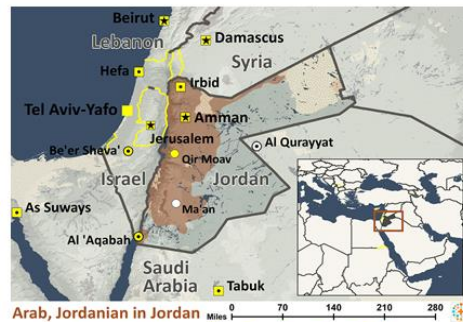 Beirut
Lebanon
Damascus
Syria
Hefa
Irbid
Tel Aviv-Yafo
Amman
Jerusalem
Be'er Sheva'
Qir Moav
Al Qurayyat
Israel
Jordan
As Suways
Ma'an
Al 'Aqabah
Saudi
Arabia
Tabuk
Arab, Jordanian in Jordan
Miles
0 70 140 210 280